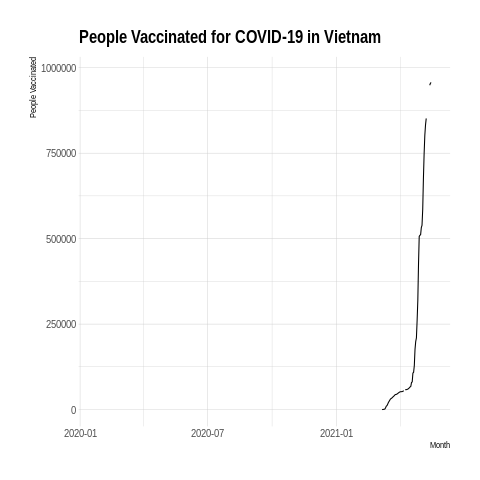 People Vaccinated for COVID-19 in Vietnam
People Vaccinated
1000000
750000
500000
250000
0
2020-01
2020-07
2021-01
Month